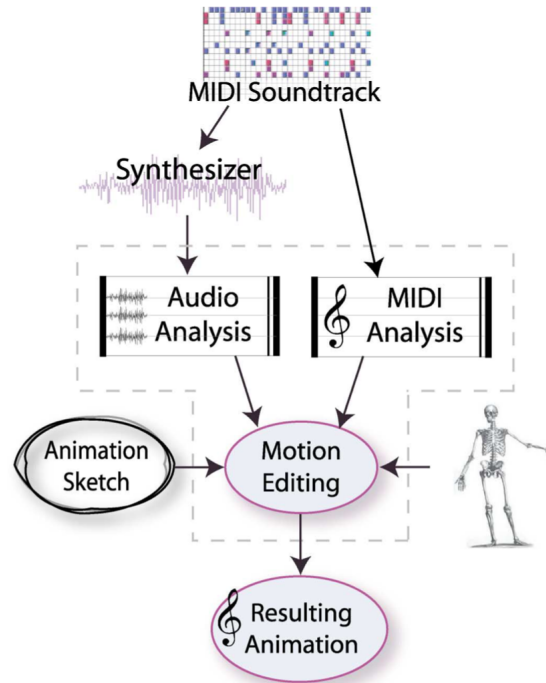 MIDI Soundtrack
Synthesizer
Audio
Analysis
MIDI
Analysis
Animation
Sketch
Motion
Editing
Resulting
Animation